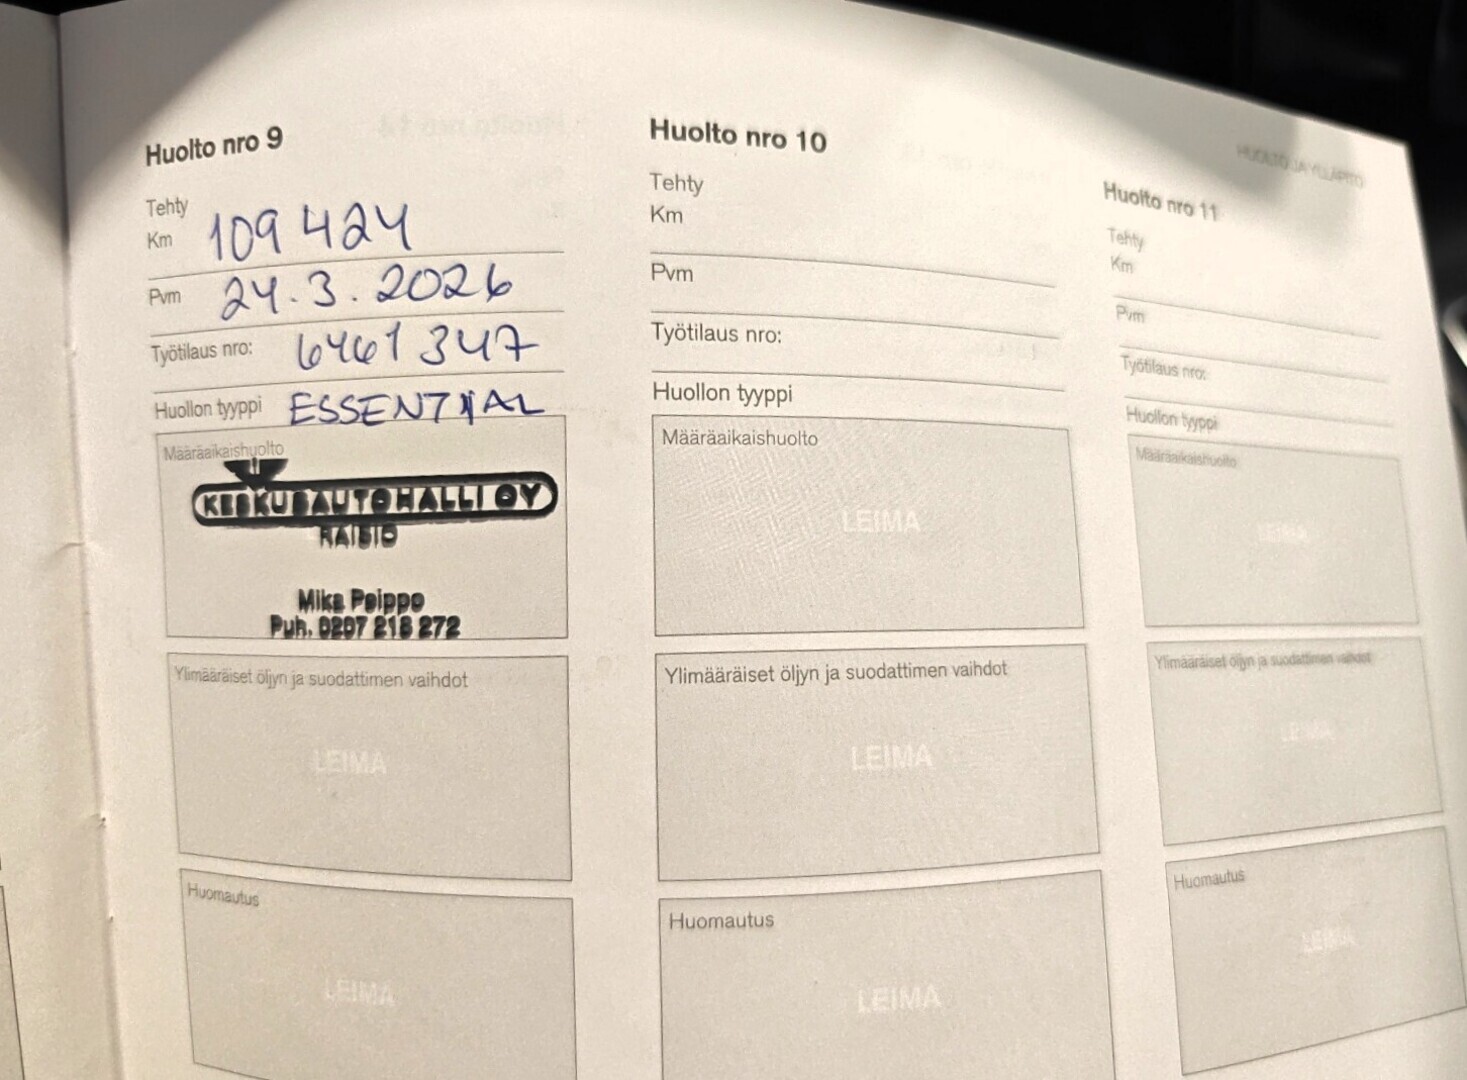 HUOLTO JA YLLÄPITO
Huolto nro 9
Tehty
Km 109 424
Pvm 24.3.2026
Työtilaus nro: 6461347
Huollon tyyppi ESSENTIAL
Määräaikaishuolto
KESKUSAUTOHALLI OY
RAISIO
Mika Peippo
Puh. 0207 218 272
Ylimääräiset öljyn ja suodattimen vaihdot
LEIMA
Huomautus
LEIMA
Huolto nro 10
Tehty
Km
Pvm
Työtilaus nro:
Huollon tyyppi
Määräaikaishuolto
LEIMA
Ylimääräiset öljyn ja suodattimen vaihdot
LEIMA
Huomautus
LEIMA
Huolto nro 11
Tehty
Km
Pvm
Työtilaus nro:
Huollon tyyppi
Määräaikaishuolto
LEIMA
Ylimääräiset öljyn ja suodattimen vaihdot
LEIMA
Huomautus
LEIMA